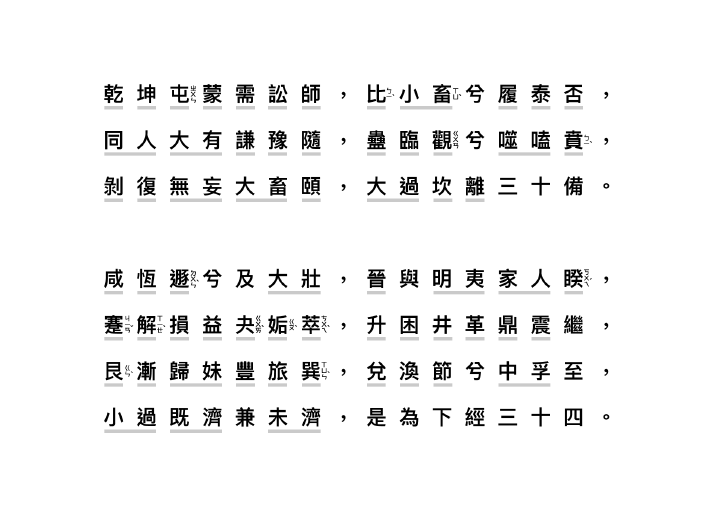 乾坤屯ㄓㄨㄣ蒙需訟師，比ㄅㄧˋ小畜ㄒㄩˋ兮履泰否，
同人大有謙豫隨，蠱臨觀ㄍㄨㄢ兮噬嗑賁ㄅㄧˋ，
剝復無妄大畜頤，大過坎離三十備。
咸恆遯ㄉㄨㄣˋ兮及大壯，晉與明夷家人睽ㄎㄨㄟˊ，
蹇ㄐㄧㄢˇ解ㄒㄧㄝˋ損益夬ㄍㄨㄞˋ姤ㄍㄡˋ萃ㄘㄨㄟˋ，升困井革鼎震繼，
艮ㄍㄣˋ漸歸妹豐旅巽ㄒㄩㄣˋ，兌渙節兮中孚至，
小過既濟兼未濟，是為下經三十四。